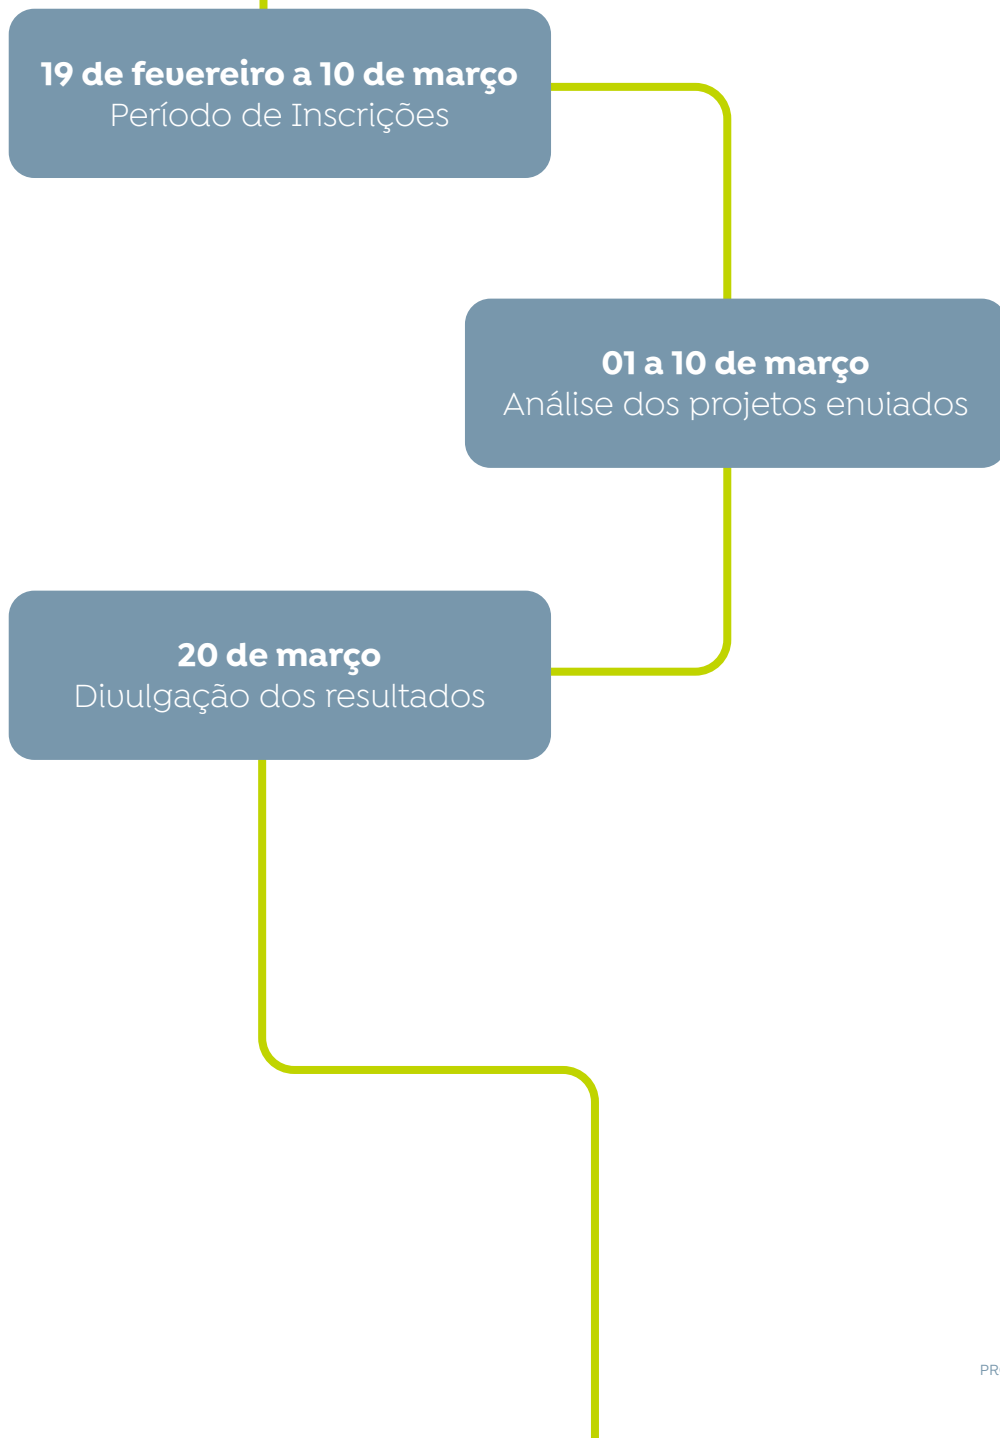 19 de fevereiro a 10 de março
Período de Inscrições
01 a 10 de março
Análise dos projetos enviados
20 de março
Divulgação dos resultados